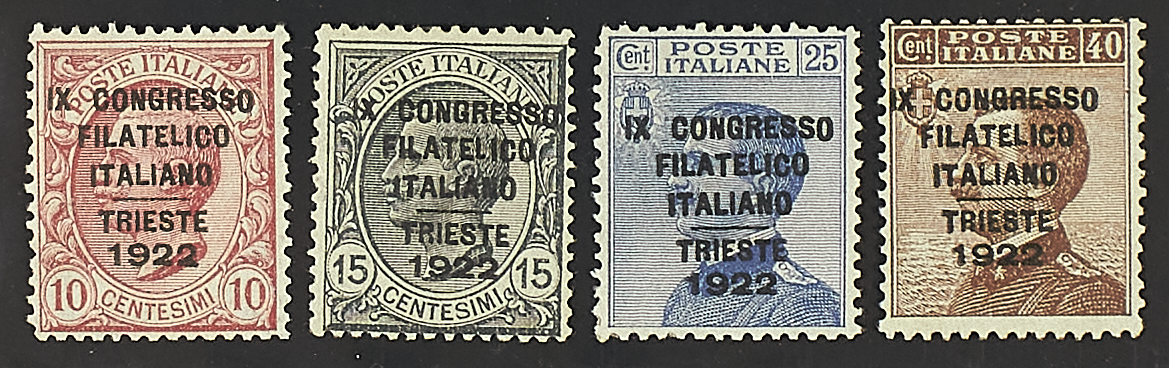 POSTE ITALIANE
IX CONGRESSO
FILATELICO
ITALIANO
TRIESTE
1922
10 10
CENTESIMI
POSTE ITALIANE
IX CONGRESSO
FILATELICO
ITALIANO
TRIESTE
1922
15 15
CENTESIMI
Cent POSTE 25
ITALIANE
IX CONGRESSO
FILATELICO
ITALIANO
TRIESTE
1922
Cent POSTE 40
ITALIANE
IX CONGRESSO
FILATELICO
ITALIANO
TRIESTE
1922